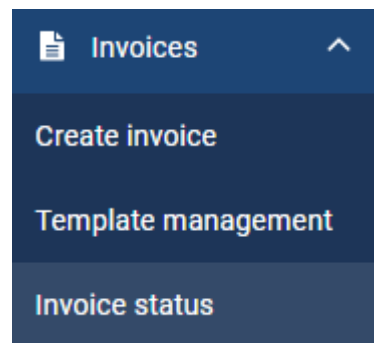 Invoices
Create invoice
Template management
Invoice status